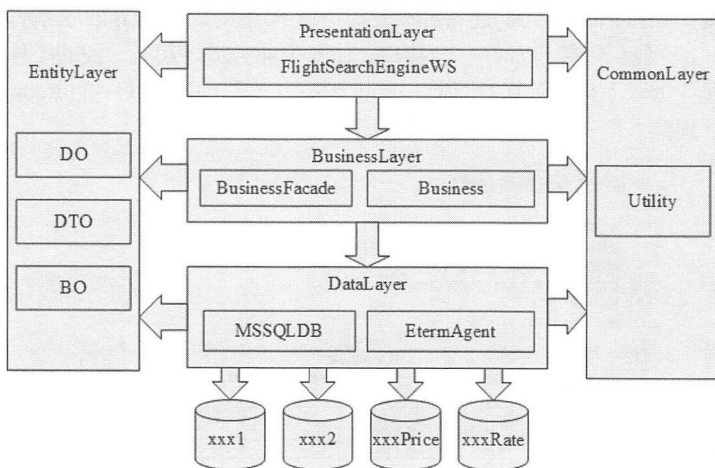 PresentationLayer
FlightSearchEngineWS
EntityLayer
DO
DTO
BO
BusinessLayer
BusinessFacade
Business
DataLayer
MSSQLDB
EtermAgent
CommonLayer
Utility
xxx1
xxx2
xxxPrice
xxxRate